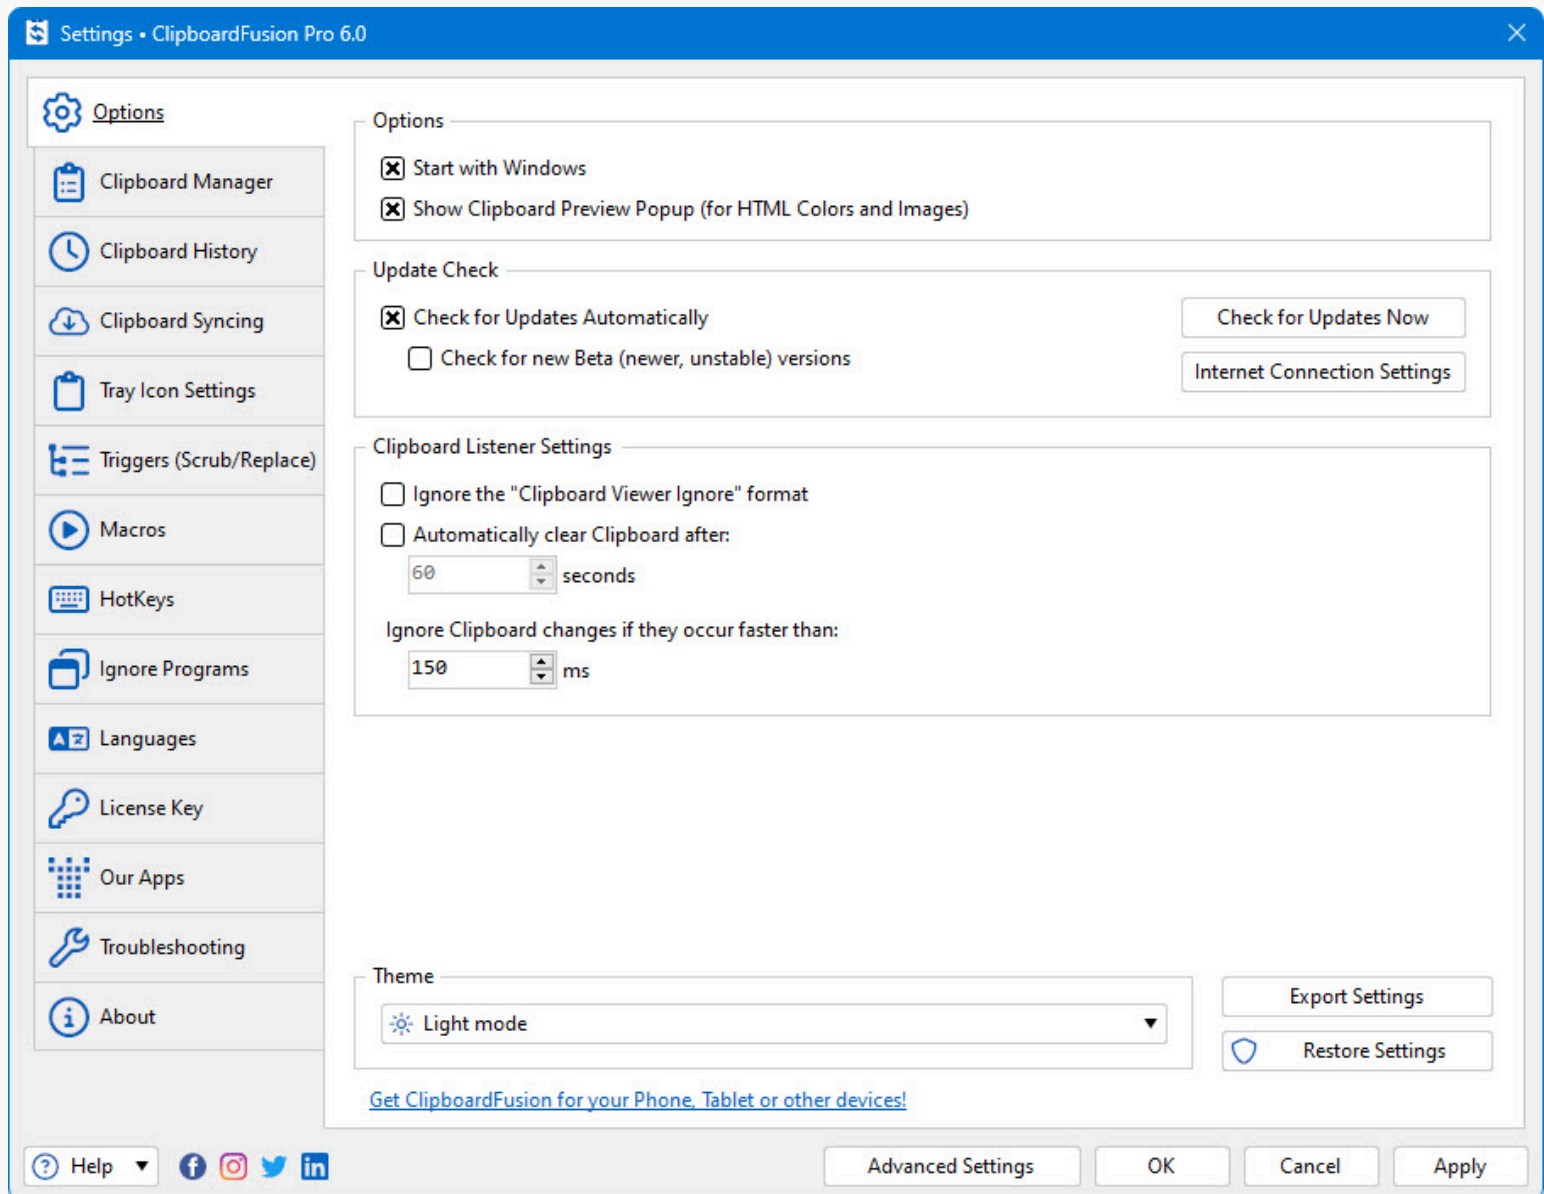 Settings • ClipboardFusion Pro 6.0
Options
Clipboard Manager
Clipboard History
Clipboard Syncing
Tray Icon Settings
Triggers (Scrub/Replace)
Macros
HotKeys
Ignore Programs
Languages
License Key
Our Apps
Troubleshooting
About
Options
Start with Windows
Show Clipboard Preview Popup (for HTML Colors and Images)
Update Check
Check for Updates Automatically
Check for Updates Now
Check for new Beta (newer, unstable) versions
Internet Connection Settings
Clipboard Listener Settings
Ignore the "Clipboard Viewer Ignore" format
Automatically clear Clipboard after:
60 seconds
Ignore Clipboard changes if they occur faster than:
150 ms
Theme
Light mode
Export Settings
Restore Settings
Get ClipboardFusion for your Phone, Tablet or other devices!
Help
Advanced Settings
OK
Cancel
Apply